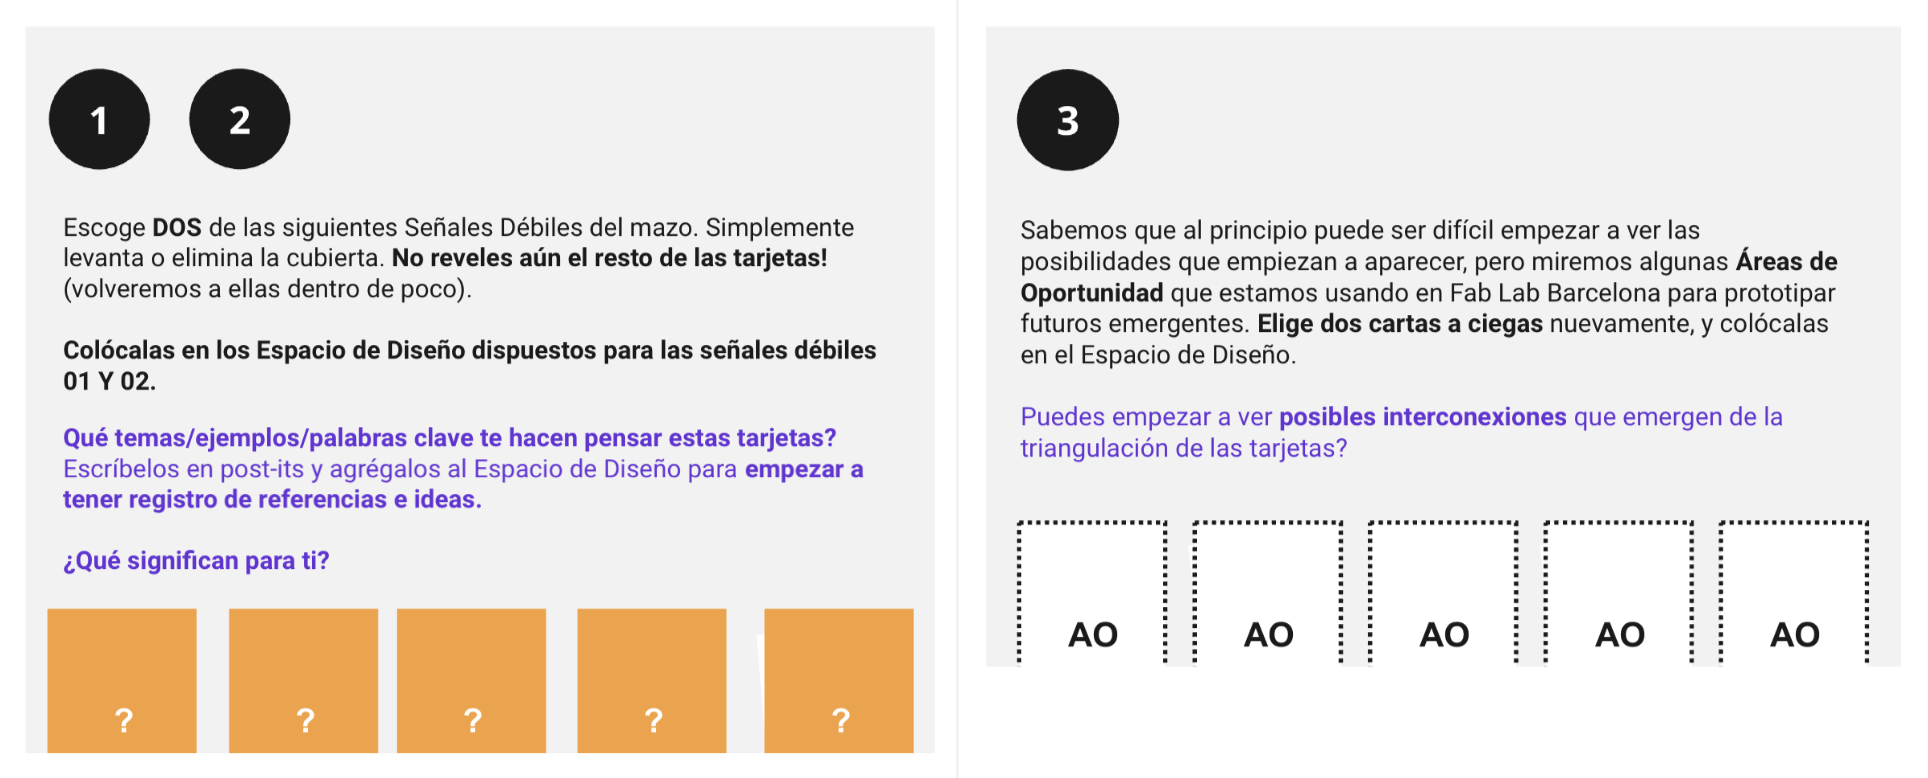 1
2
Escoge DOS de las siguientes Señales Débiles del mazo. Simplemente
levanta o elimina la cubierta. No reveles aún el resto de las tarjetas!
(volveremos a ellas dentro de poco).
Colócalas en los Espacio de Diseño dispuestos para las señales débiles
01 Y 02.
Qué temas/ejemplos/palabras clave te hacen pensar estas tarjetas?
Escríbelos en post-its y agrégalos al Espacio de Diseño para empezar a
tener registro de referencias e ideas.
¿Qué significan para ti?
?
?
?
?
?
3
Sabemos que al principio puede ser difícil empezar a ver las
posibilidades que empiezan a aparecer, pero miremos algunas Áreas de
Oportunidad que estamos usando en Fab Lab Barcelona para prototipar
futuros emergentes. Elige dos cartas a ciegas nuevamente, y colócalas
en el Espacio de Diseño.
Puedes empezar a ver posibles interconexiones que emergen de la
triangulación de las tarjetas?
AO
AO
AO
AO
AO